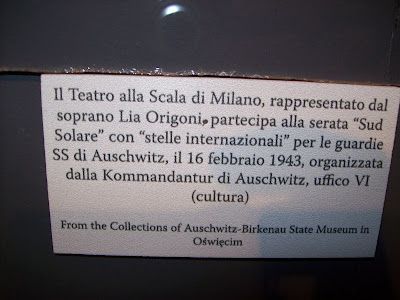 Il Teatro alla Scala di Milano, rappresentato dal
soprano Lia Origoni, partecipa alla serata “Sud
Solare” con “stelle internazionali” per le guardie
SS di Auschwitz, il 16 febbraio 1943, organizzata
dalla Kommandantur di Auschwitz, uffico VI
(cultura)
From the Collections of Auschwitz-Birkenau State Museum in
Oświęcim